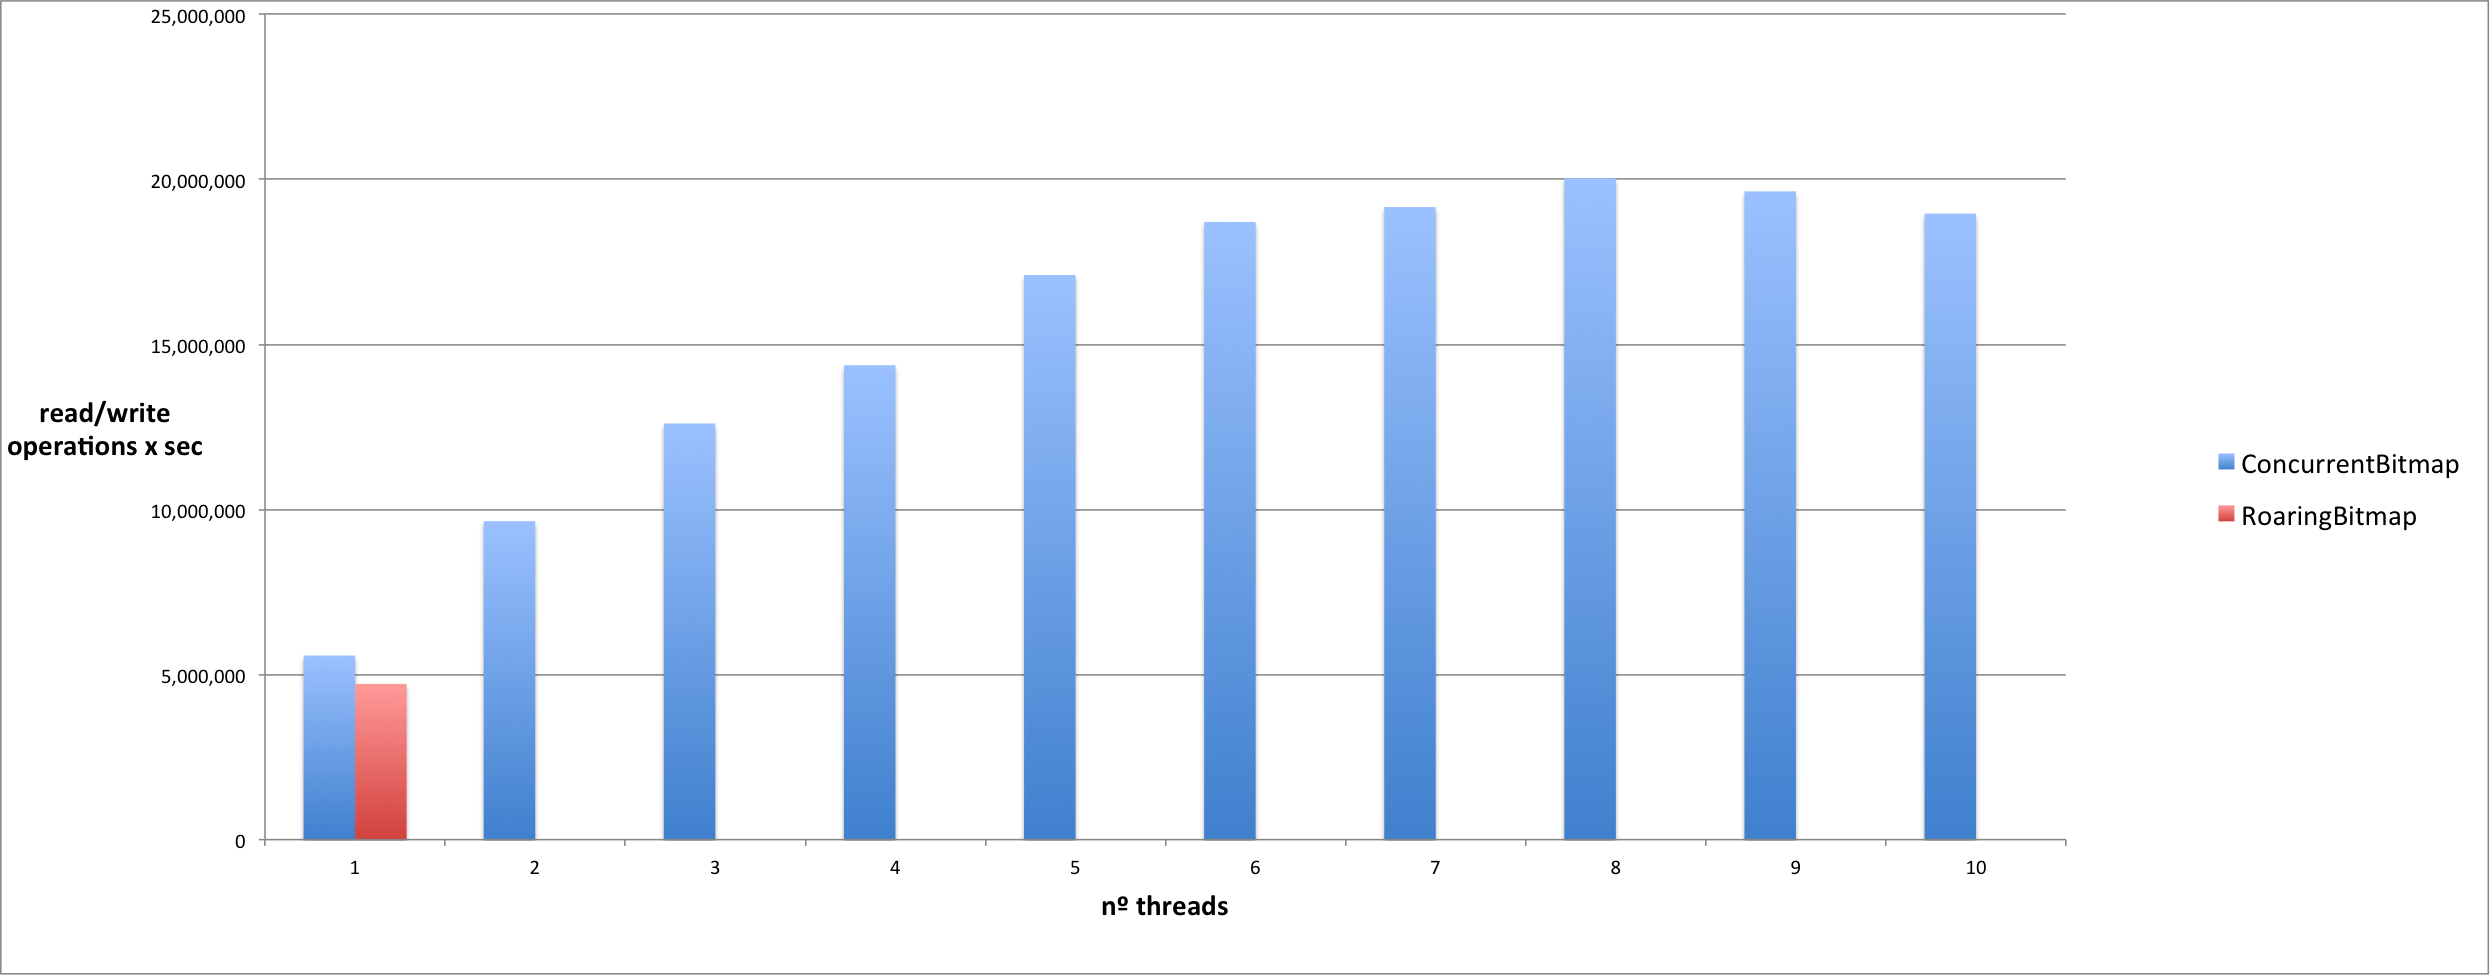 25,000,000
20,000,000
15,000,000
10,000,000
5,000,000
0
read/write
operations x sec
1 2 3 4 5 6 7 8 9 10
nº threads
ConcurrentBitmap
RoaringBitmap